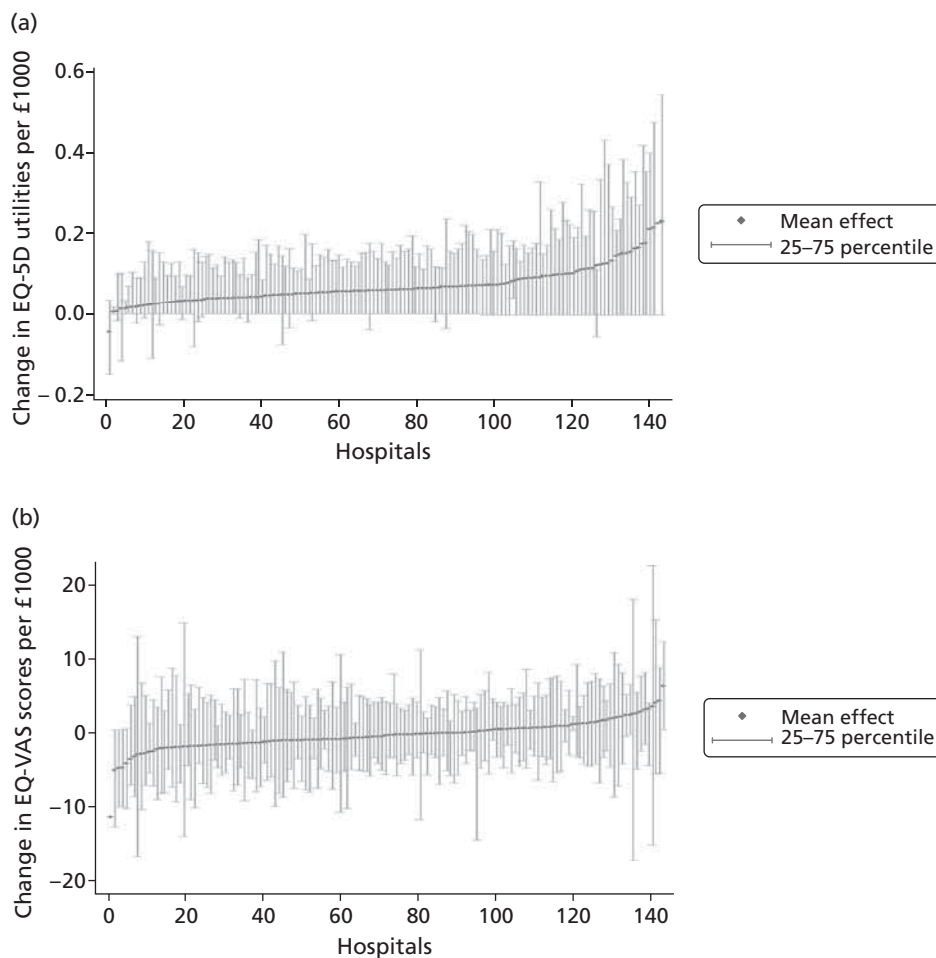 (a)
Change in EQ-5D utilities per £1000
0.6
0.4
0.2
0.0
– 0.2
0 20 40 60 80 100 120 140
Hospitals
Mean effect
25–75 percentile
(b)
Change in EQ-VAS scores per £1000
20
10
0
−10
−20
0 20 40 60 80 100 120 140
Hospitals
Mean effect
25–75 percentile